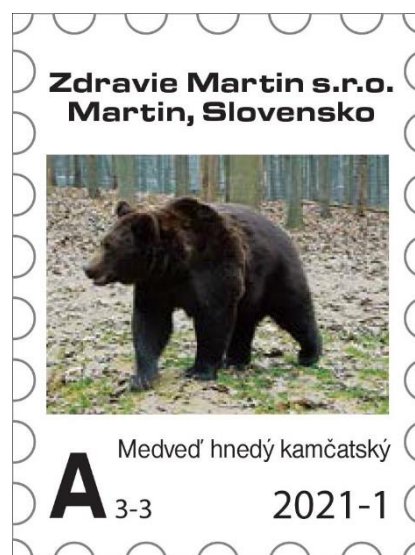 Zdravie Martin s.r.o.
Martin, Slovensko
Medveď hnedý kamčatský
A 3-3 2021-1